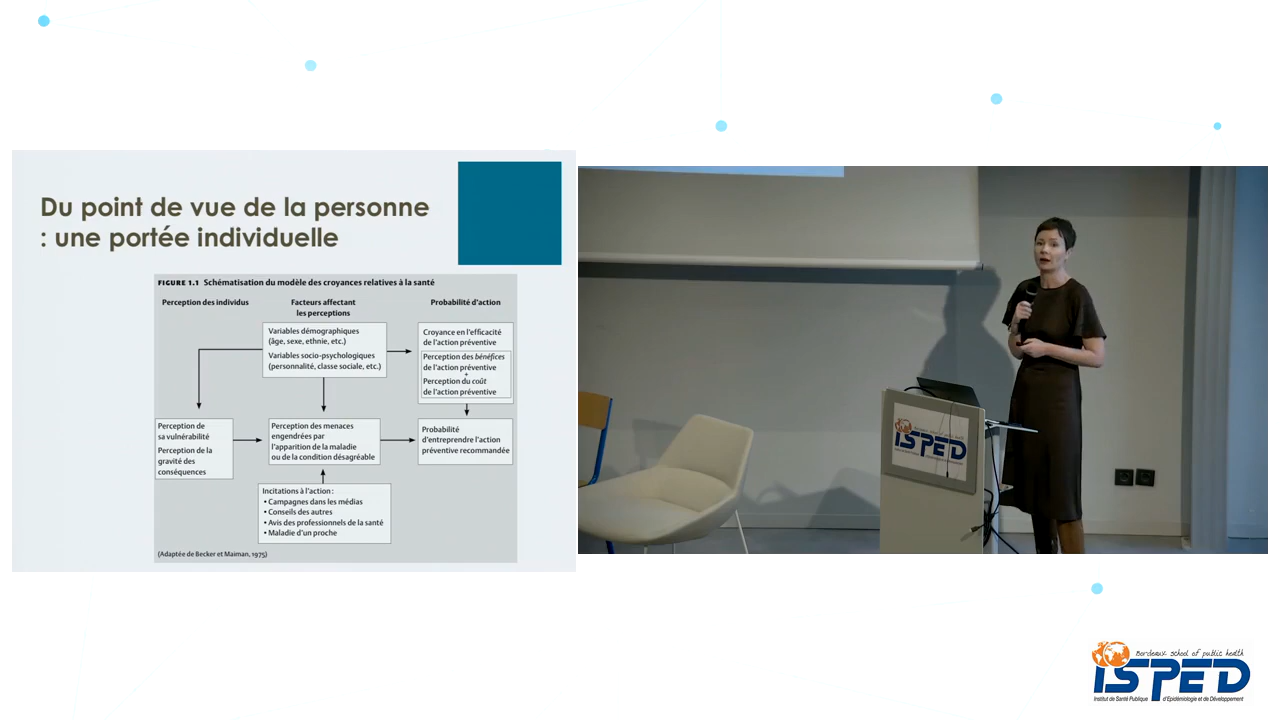 Du point de vue de la personne
: une portée individuelle
FIGURE 1.1 Schématisation du modèle des croyances relatives à la santé
Perception des individus
Facteurs affectant
les perceptions
Probabilité d'action
Variables démographiques
(âge, sexe, ethnie, etc.)
Variables socio-psychologiques
(personnalité, classe sociale, etc.)
Croyance en l'efficacité
de l'action préventive
Perception des bénéfices
de l'action préventive
+
Perception du coût
de l'action préventive
Perception de
sa vulnérabilité
Perception de la
gravité des
conséquences
Perception des menaces
engendrées par
l'apparition de la maladie
ou de la condition désagréable
Probabilité
d'entreprendre l'action
préventive recommandée
Incitations à l'action :
• Campagnes dans les médias
• Conseils des autres
• Avis des professionnels de la santé
• Maladie d'un proche
(Adaptée de Becker et Maiman, 1975)
ISPED
Bordeaux school of public health
ISPED
Institut de Santé Publique d'Epidémiologie et de Développement